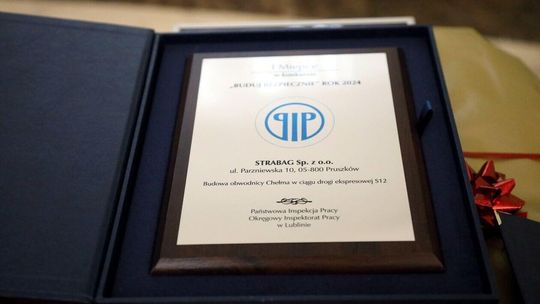 I Miejsce
w konkursie
„BUDUJ BEZPIECZNIE” ROK 2024
PIP
STRABAG Sp. z o.o.
ul. Parzniewska 10, 05-800 Pruszków
Budowa obwodnicy Chełma w ciągu drogi ekspresowej S12
Państwowa Inspekcja Pracy
Okręgowy Inspektorat Pracy
w Lublinie